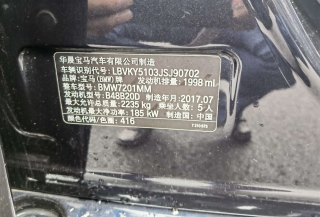 华晨宝马汽车有限公司制造
车辆识别代号: LBVKY5103JSJ90702
品牌: 宝马(BMW)牌 发动机排量: 1998 ml
整车型号: BMW7201MM
发动机型号: B48B20D 制造年月: 2017.07
最大允许总质量: 2235 kg 乘坐人数: 5 人
发动机最大净功率: 185 kW 制造国: 中国
颜色代码/色圈: 416